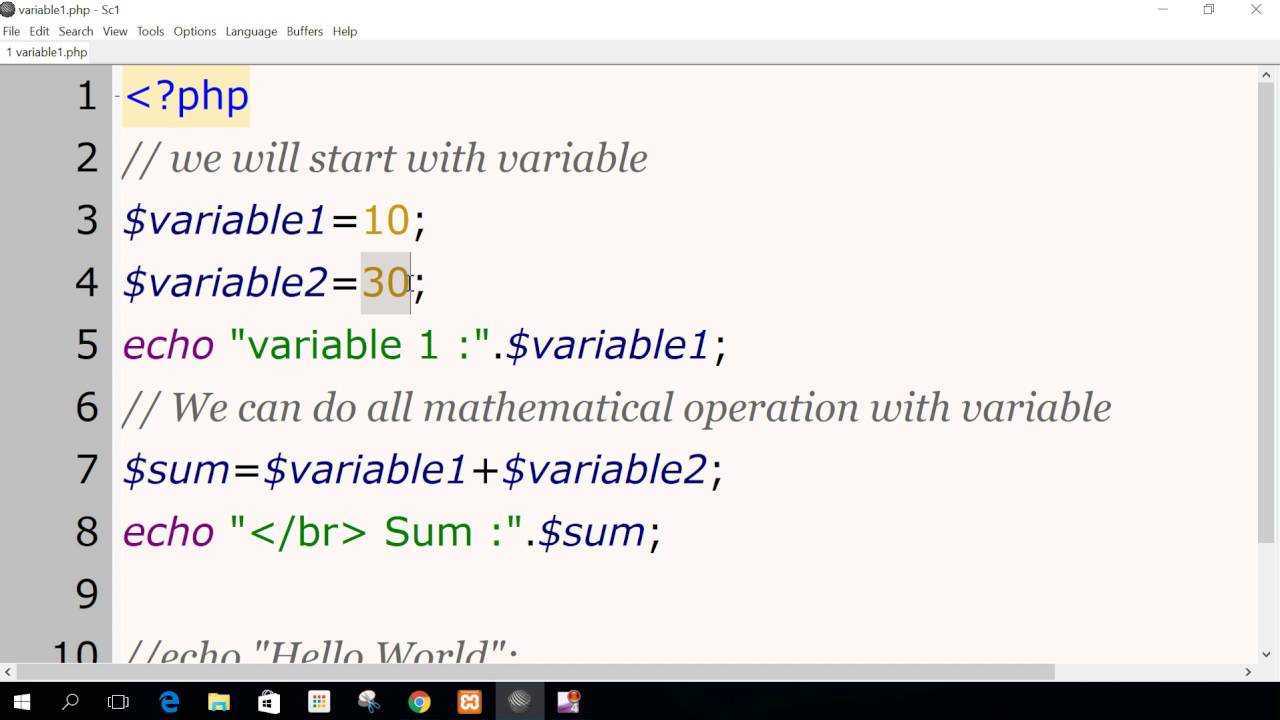 variable1.php - Sc1
File Edit Search View Tools Options Language Buffers Help
1 variable1.php
1 <?php
2 // we will start with variable
3 $variable1=10;
4 $variable2=30;
5 echo "variable 1 :".$variable1;
6 // We can do all mathematical operation with variable
7 $sum=$variable1+$variable2;
8 echo "</br> Sum :".$sum;
9
10 //echo "Hello World";